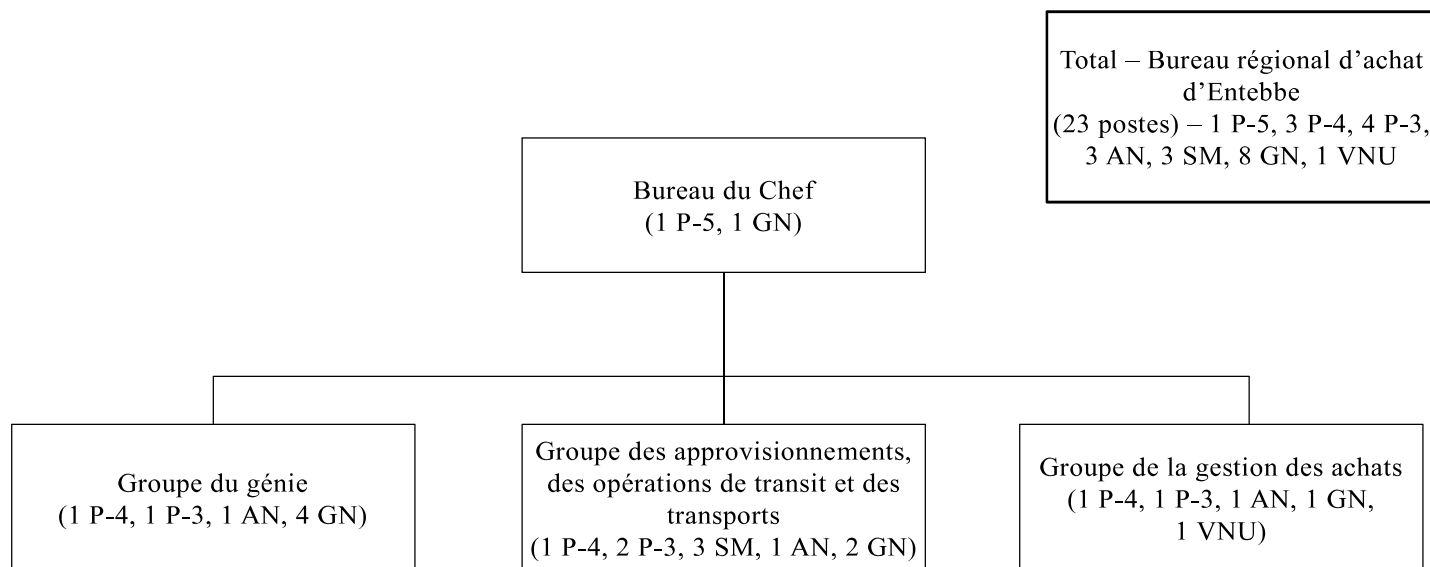 Total – Bureau régional d’achat
d’Entebbe
(23 postes) – 1 P-5, 3 P-4, 4 P-3,
3 AN, 3 SM, 8 GN, 1 VNU
Bureau du Chef
(1 P-5, 1 GN)
Groupe du génie
(1 P-4, 1 P-3, 1 AN, 4 GN)
Groupe des approvisionnements,
des opérations de transit et des
transports
(1 P-4, 2 P-3, 3 SM, 1 AN, 2 GN)
Groupe de la gestion des achats
(1 P-4, 1 P-3, 1 AN, 1 GN,
1 VNU)